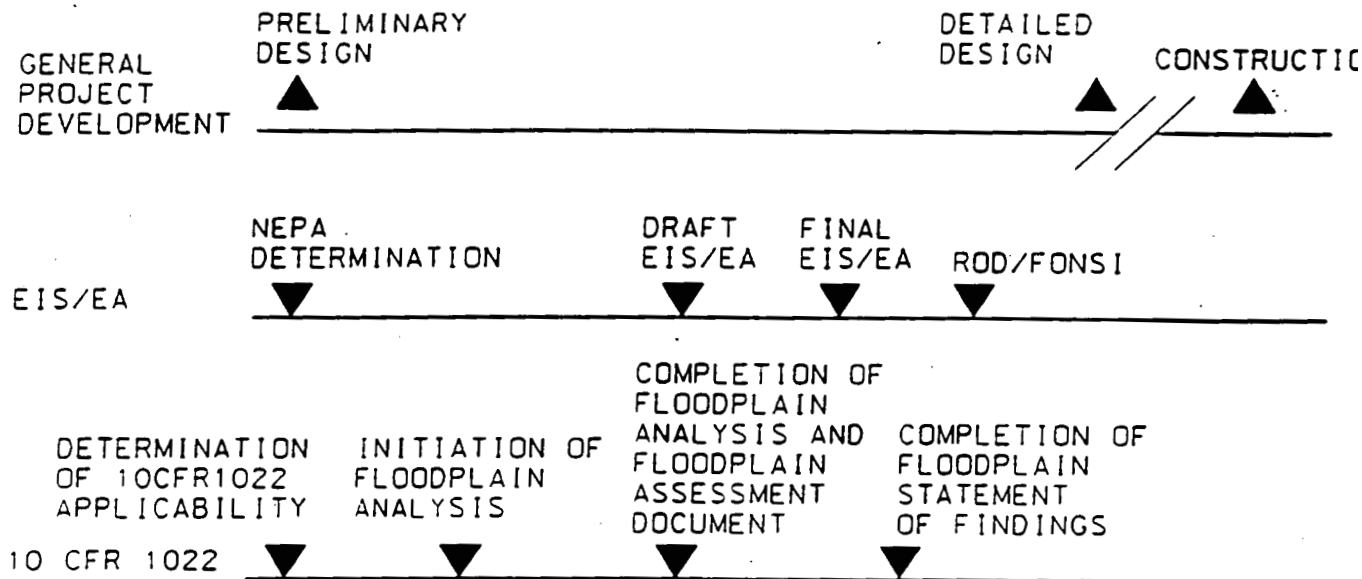 PRELIMINARY
DESIGN
DETAILED
DESIGN
CONSTRUCTIO
GENERAL
PROJECT
DEVELOPMENT
NEPA
DETERMINATION
DRAFT
EIS/EA
FINAL
EIS/EA
ROD/FONSI
EIS/EA
DETERMINATION
OF 10CFR1022
APPLICABILITY
INITIATION OF
FLOODPLAIN
ANALYSIS
COMPLETION OF
FLOODPLAIN
ANALYSIS AND
FLOODPLAIN
ASSESSMENT
DOCUMENT
COMPLETION OF
FLOODPLAIN
STATEMENT
OF FINDINGS
10 CFR 1022